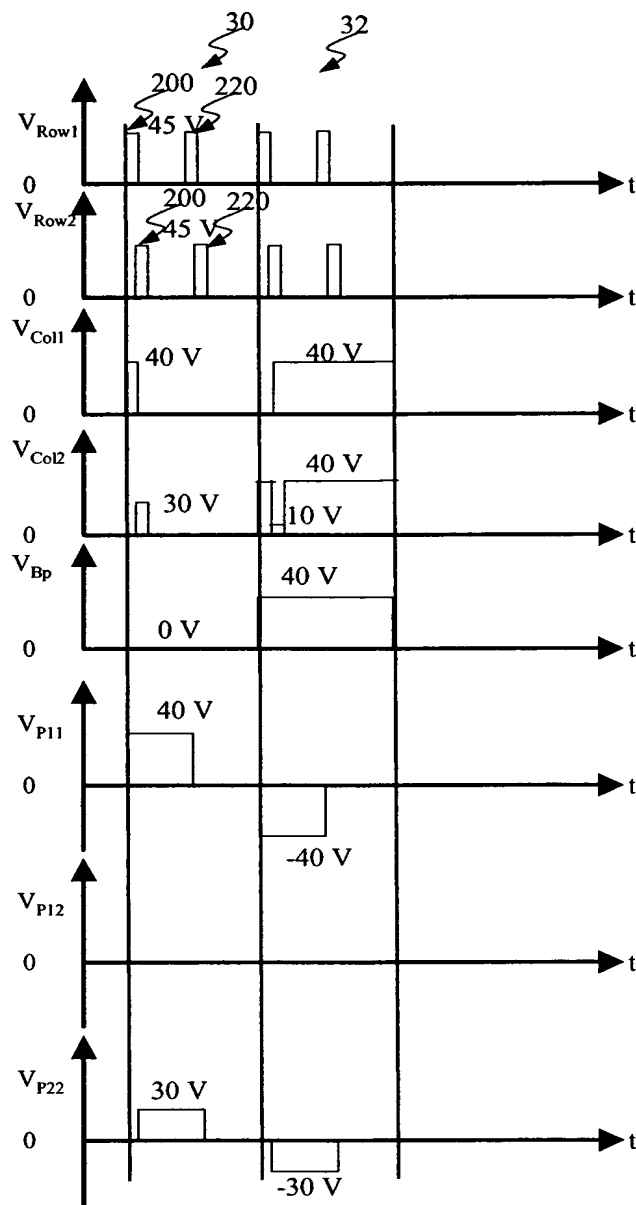 30 32
200 220
V_Row1 45 V
0 t
200 220
V_Row2 45 V
0 t
V_Col1 40 V 40 V
0 t
V_Col2 40 V
30 V 10 V
0 t
V_Bp 40 V
0 V
0 t
V_P11 40 V
0 t
-40 V
V_P12
0 t
V_P22 30 V
0 t
-30 V